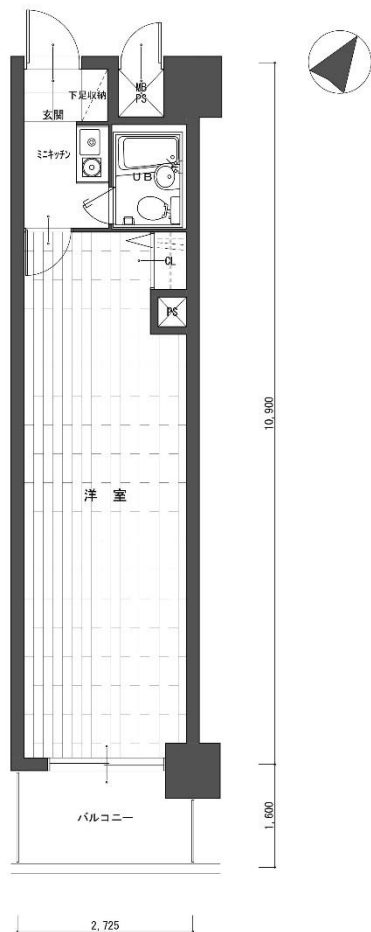 MB
PS
下足収納
玄関
ミニキッチン
UB
CL
PS
10,900
洋 室
バルコニー
1,600
2,725